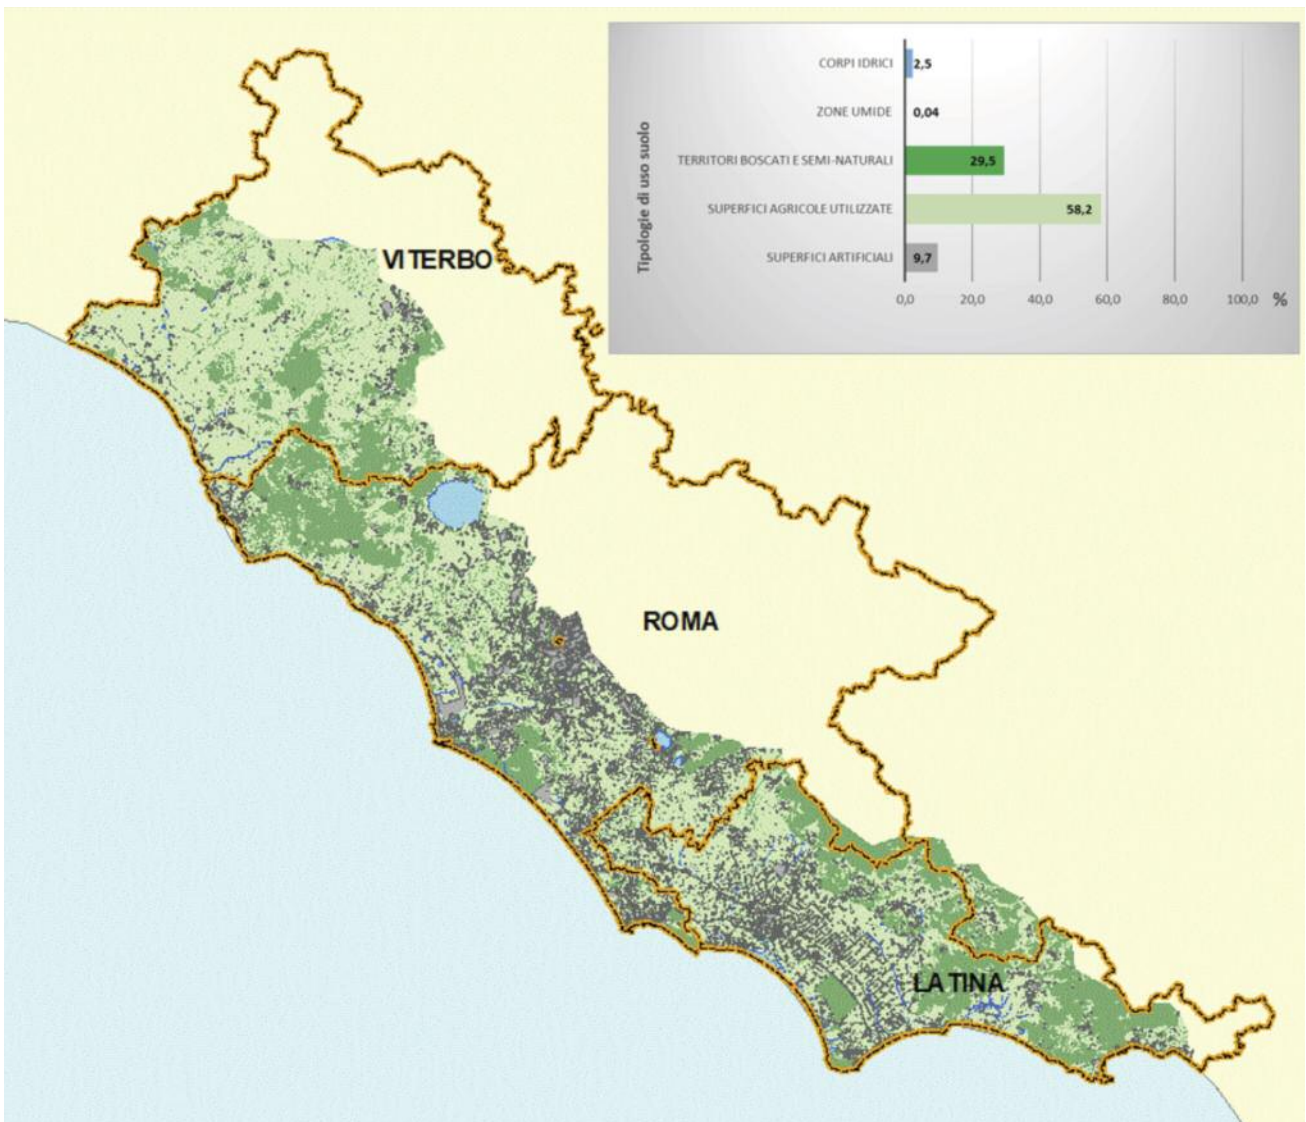 CORPI IDRICI
2,5
ZONE UMIDE
0,04
TERRITORI BOSCATI E SEMI-NATURALI
29,5
SUPERFICI AGRICOLE UTILIZZATE
58,2
SUPERFICI ARTIFICIALI
9,7
Tipologie di uso suolo
0,0 20,0 40,0 60,0 80,0 100,0 %
VITERBO
ROMA
LATINA